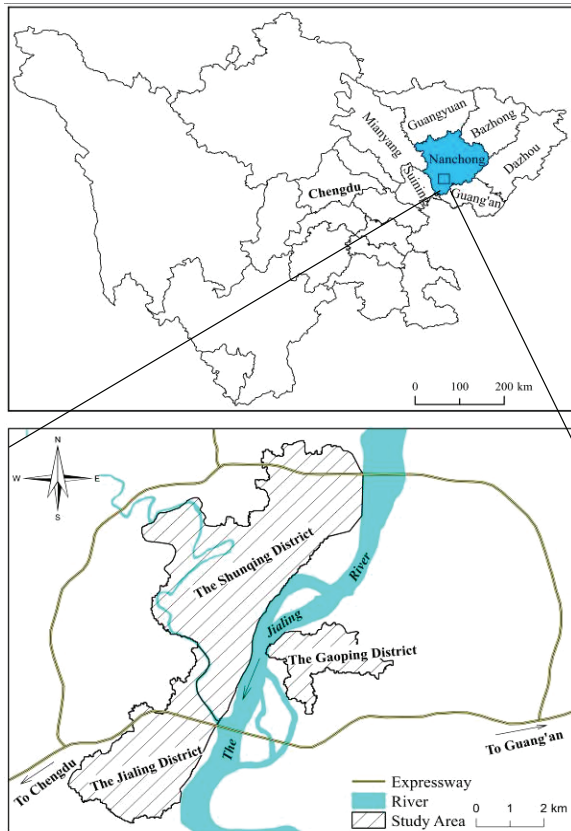 Guangyuan
Bazhong
Mianyang
Nanchong
Dazhou
Suining
Chengdu
Guang'an
0 100 200 km
N
W E
S
The Shunqing District
River
Jialing
The Gaoping District
The
The Jialing District
To Chengdu
To Guang'an
Expressway
River
Study Area
0 1 2 km